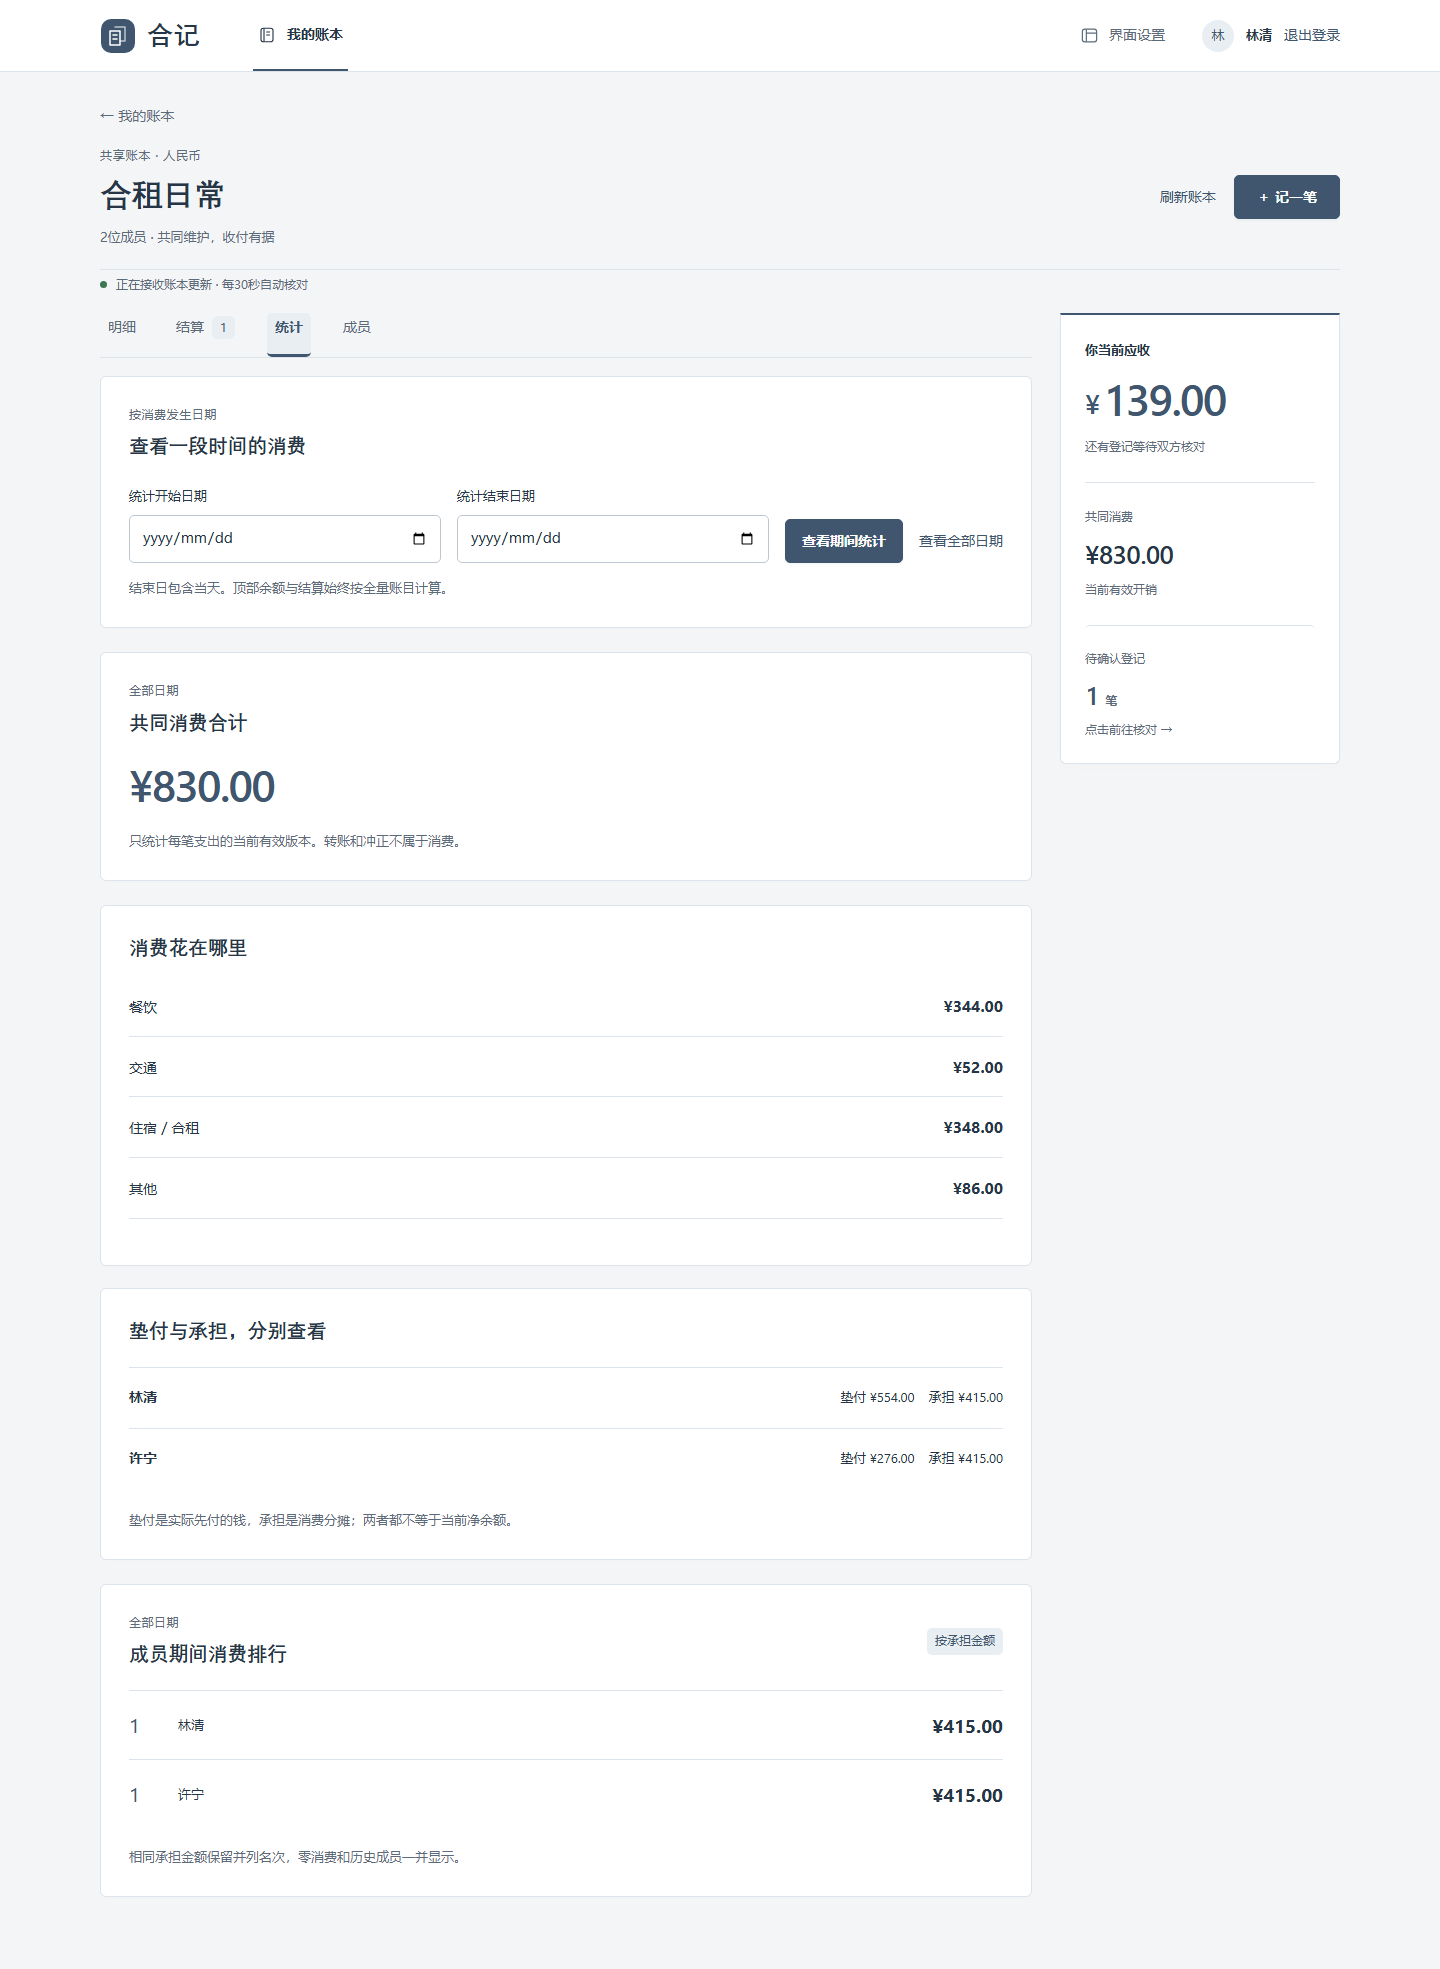 合记
我的账本
界面设置
林 林清 退出登录
← 我的账本
共享账本 · 人民币
合租日常
2位成员 · 共同维护，收付有据
刷新账本
+ 记一笔
正在接收账本更新 · 每30秒自动核对
明细 结算 1 统计 成员
按消费发生日期
查看一段时间的消费
统计开始日期 统计结束日期
yyyy/mm/dd yyyy/mm/dd 查看期间统计 查看全部日期
结束日包含当天。顶部余额与结算始终按全量账目计算。
全部日期
共同消费合计
¥830.00
只统计每笔支出的当前有效版本。转账和冲正不属于消费。
消费花在哪里
餐饮 ¥344.00
交通 ¥52.00
住宿 / 合租 ¥348.00
其他 ¥86.00
垫付与承担，分别查看
林清 垫付 ¥554.00 承担 ¥415.00
许宁 垫付 ¥276.00 承担 ¥415.00
垫付是实际先付的钱，承担是消费分摊；两者都不等于当前净余额。
全部日期
成员期间消费排行
按承担金额
1 林清 ¥415.00
1 许宁 ¥415.00
相同承担金额保留并列名次，零消费和历史成员一并显示。
你当前应收
¥ 139.00
还有登记等待双方核对
共同消费
¥830.00
当前有效开销
待确认登记
1 笔
点击前往核对 →